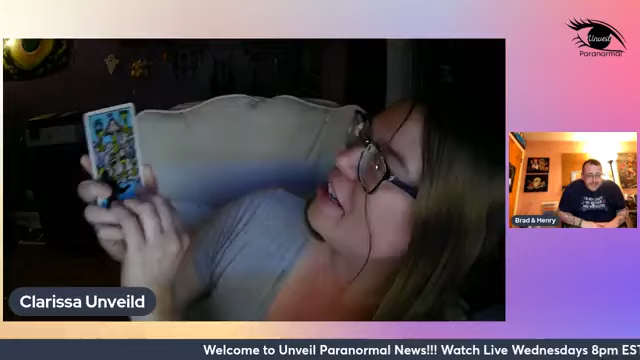 Unveil
Paranormal
Brad & Henry
Clarissa Unveild
Welcome to Unveil Paranormal News!!! Watch Live Wednesdays 8pm EST